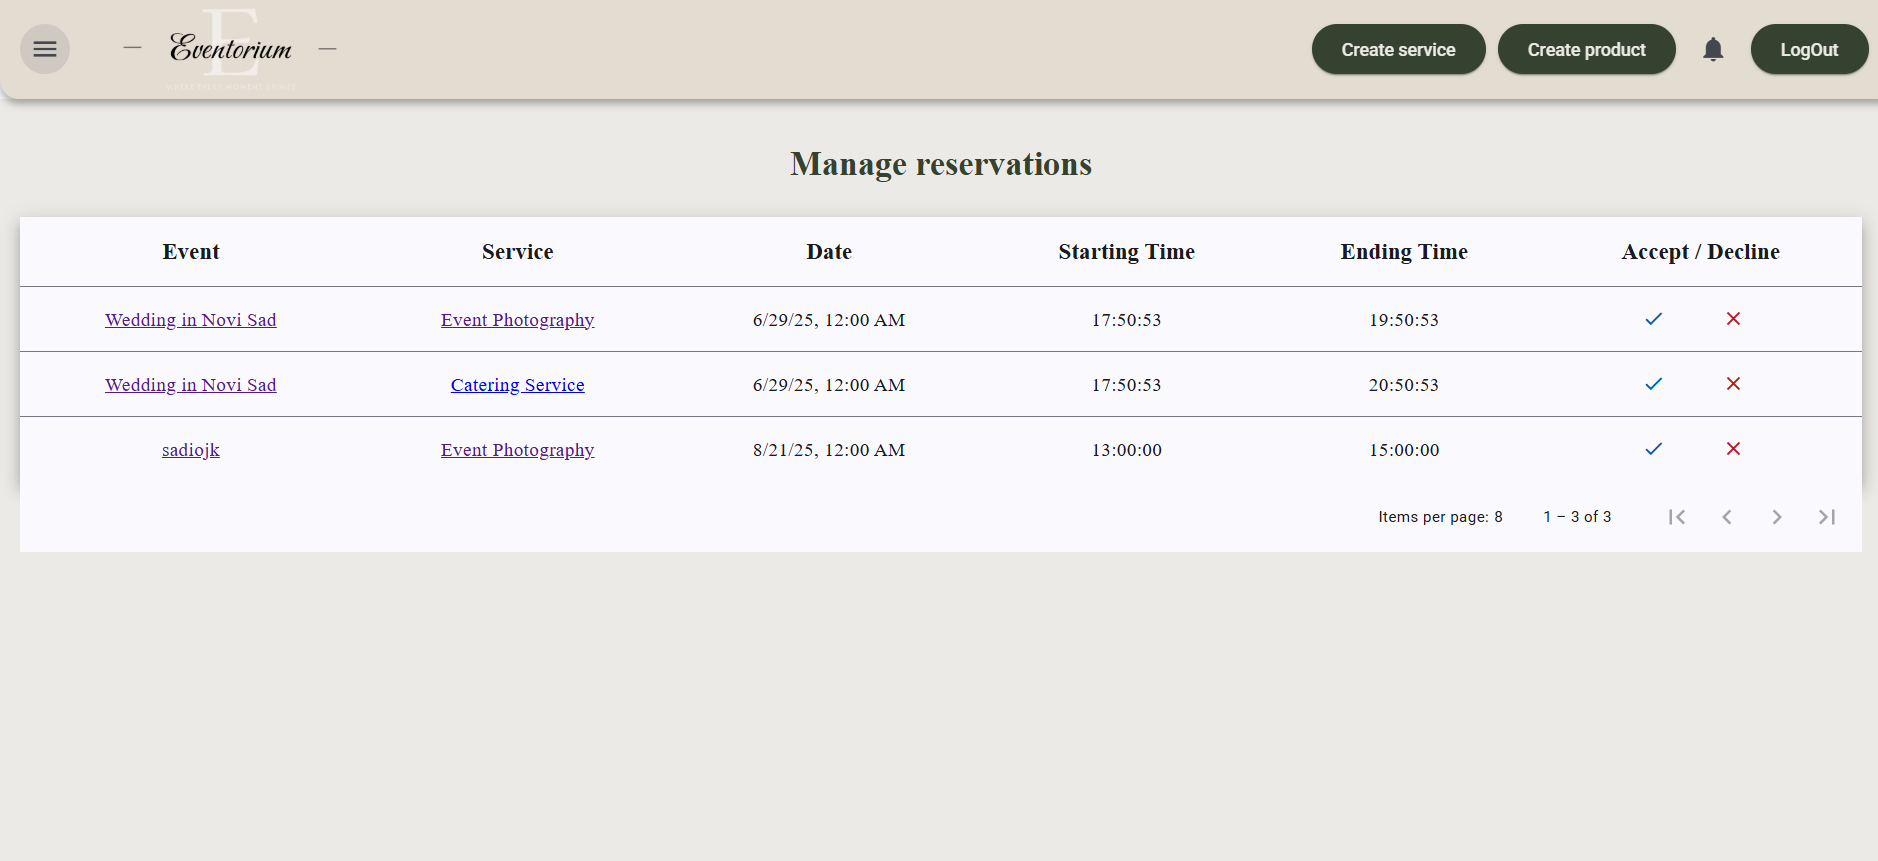 E
Eventorium
Create service
Create product
LogOut
Manage reservations
Event Service Date Starting Time Ending Time Accept / Decline
Wedding in Novi Sad Event Photography 6/29/25, 12:00 AM 17:50:53 19:50:53
Wedding in Novi Sad Catering Service 6/29/25, 12:00 AM 17:50:53 20:50:53
sadiojk Event Photography 8/21/25, 12:00 AM 13:00:00 15:00:00
Items per page: 8 1 – 3 of 3